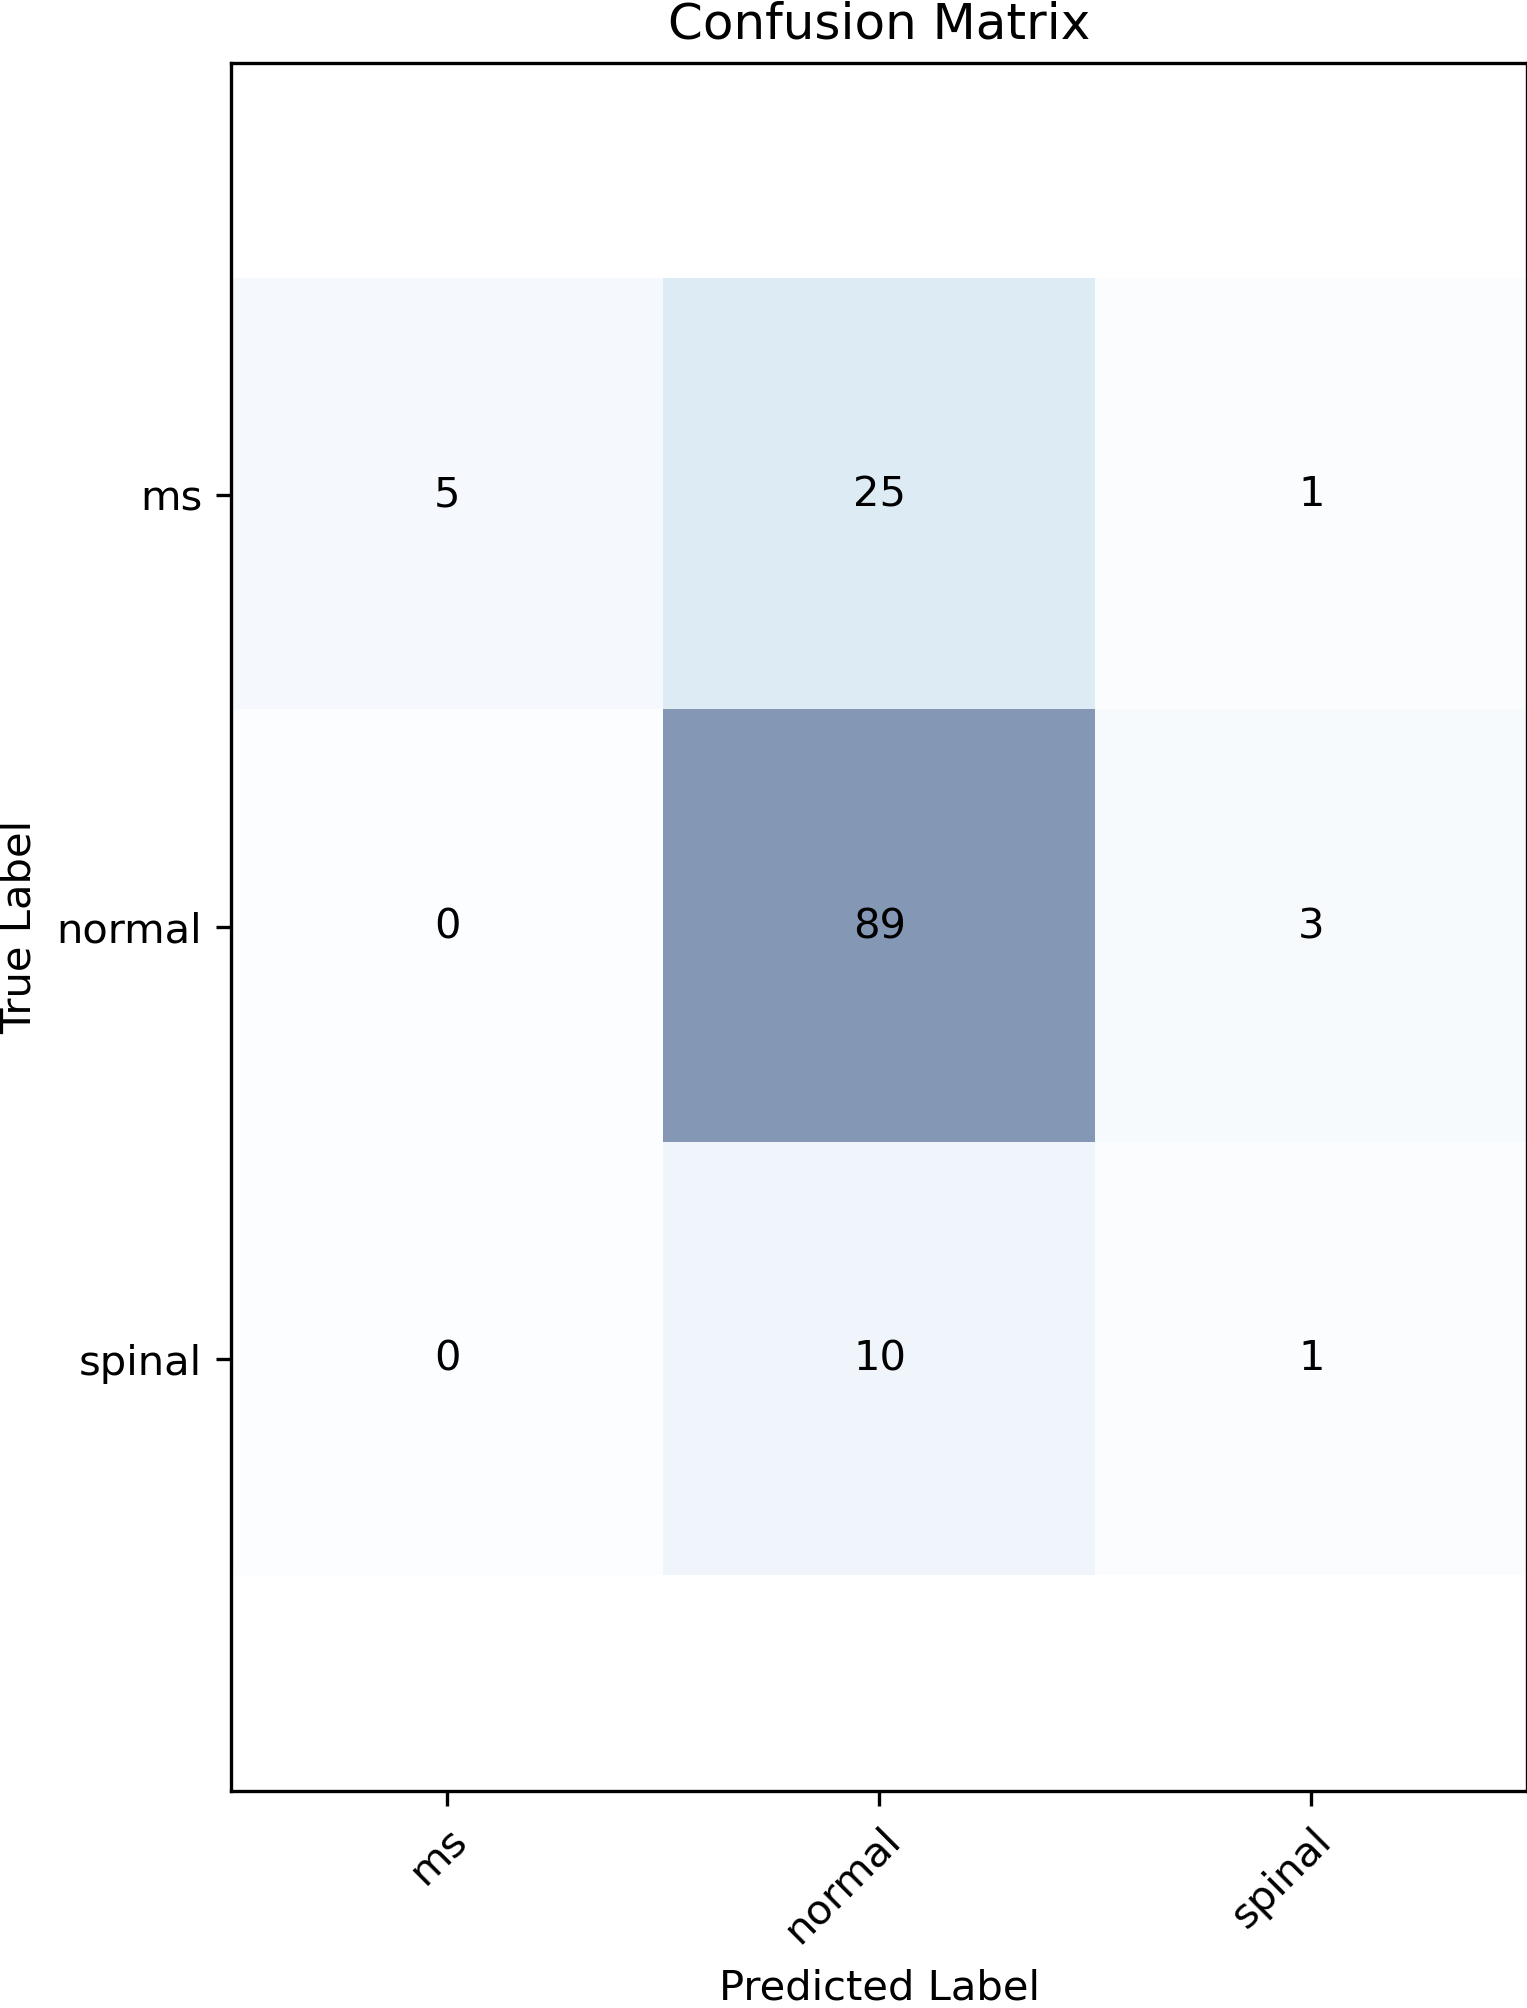 Confusion Matrix
ms 5 25 1
normal 0 89 3
spinal 0 10 1
True Label
ms normal spinal
Predicted Label